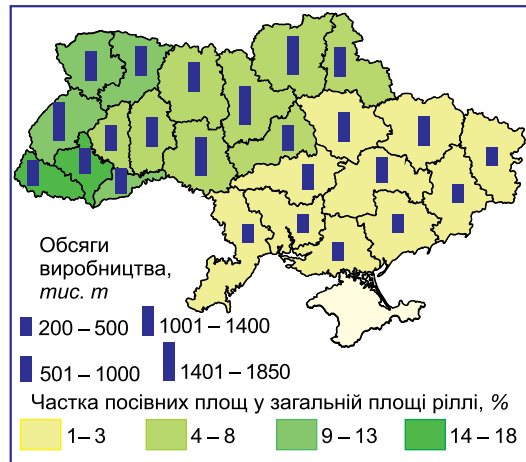 Обсяги
виробництва,
тис. т
200 – 500
1001 – 1400
501 – 1000
1401 – 1850
Частка посівних площ у загальній площі ріллі, %
1 – 3
4 – 8
9 – 13
14 – 18